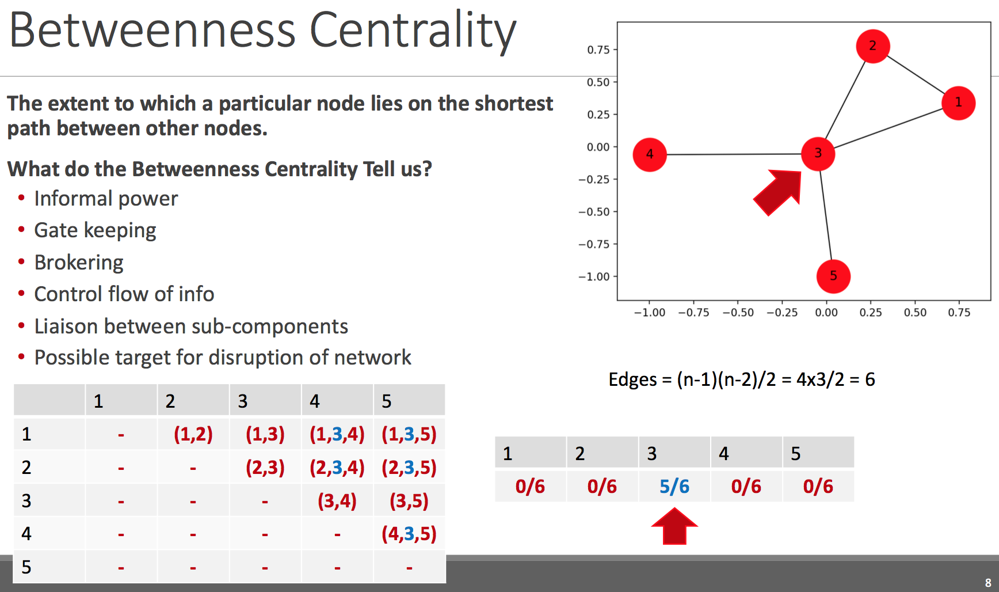 Betweenness Centrality
The extent to which a particular node lies on the shortest
path between other nodes.
What do the Betweenness Centrality Tell us?
• Informal power
• Gate keeping
• Brokering
• Control flow of info
• Liaison between sub-components
• Possible target for disruption of network
1 2 3 4 5
1 - (1,2) (1,3) (1,3,4) (1,3,5)
2 - - (2,3) (2,3,4) (2,3,5)
3 - - - (3,4) (3,5)
4 - - - - (4,3,5)
5 - - - - -
0.75
0.50
0.25
0.00
−0.25
−0.50
−0.75
−1.00
2
1
3
4
5
−1.00 −0.75 −0.50 −0.25 0.00 0.25 0.50 0.75
Edges = (n-1)(n-2)/2 = 4x3/2 = 6
1 2 3 4 5
0/6 0/6 5/6 0/6 0/6
8